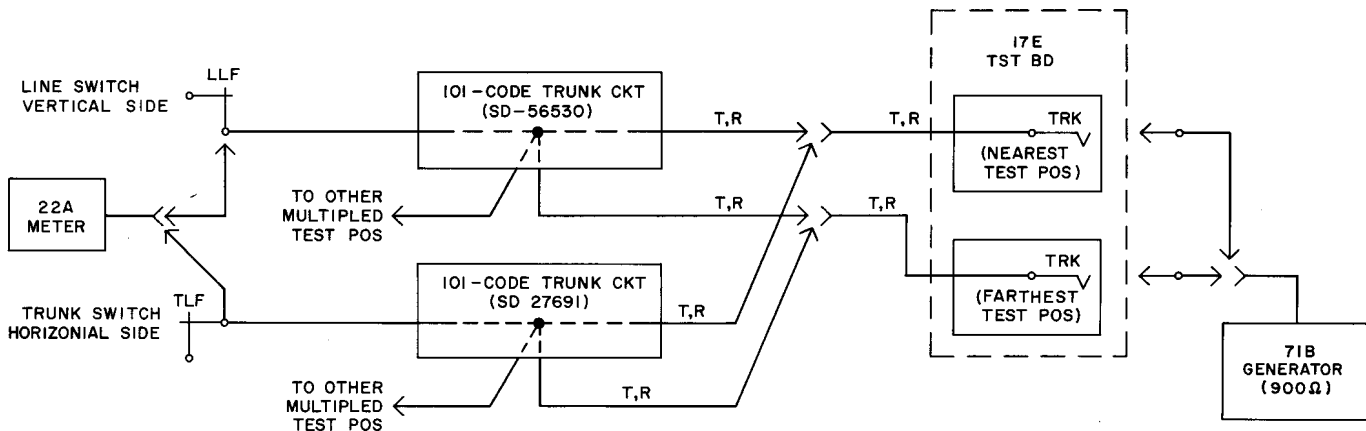 17E
TST BD
LINE SWITCH
VERTICAL SIDE
LLF
101-CODE TRUNK CKT
(SD-56530)
T,R
T,R
TRK
(NEAREST
TEST POS)
22A
METER
TO OTHER
MULTIPLED
TEST POS
T,R
T,R
TRK
(FARTHEST
TEST POS)
TRUNK SWITCH
HORIZONIAL SIDE
TLF
101-CODE TRUNK CKT
(SD 27691)
T,R
TO OTHER
MULTIPLED
TEST POS
T,R
71B
GENERATOR
(900Ω)